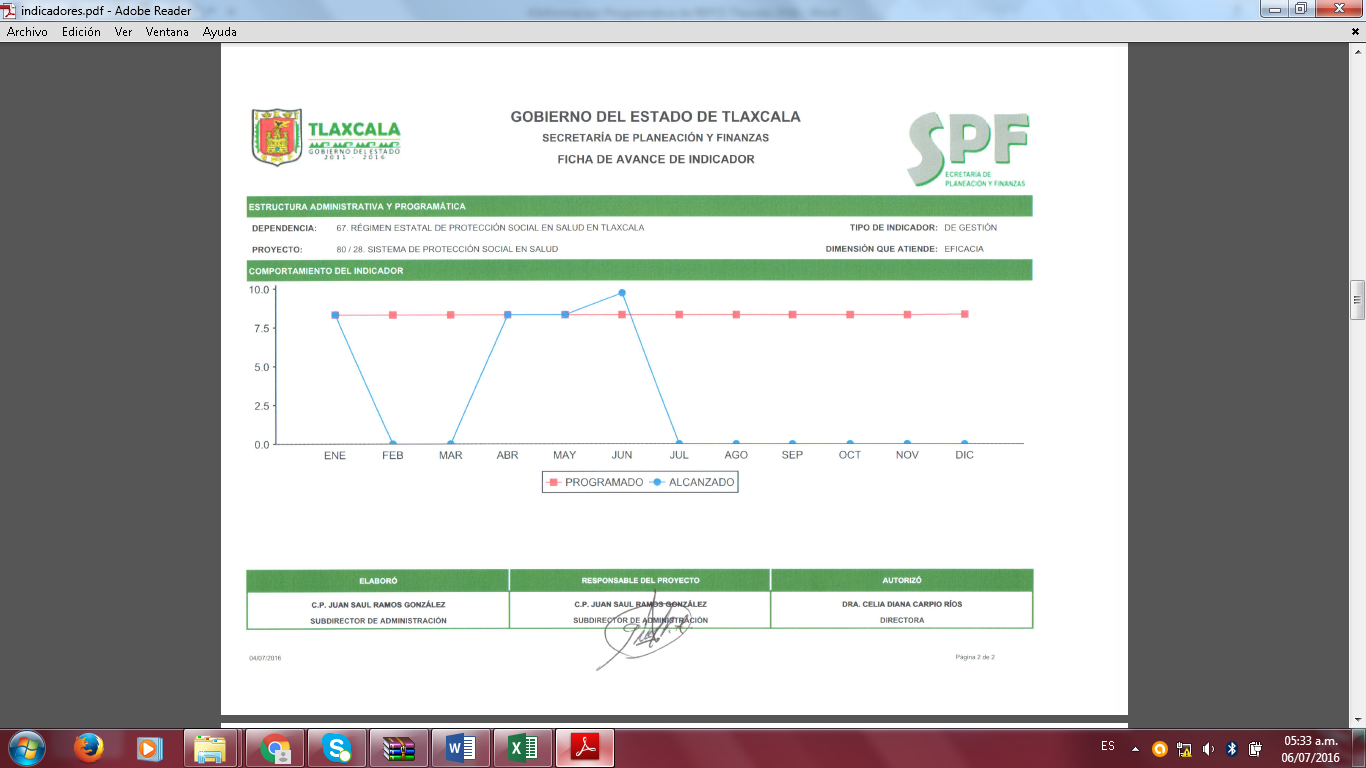 indicadores.pdf - Adobe Reader
Archivo Edición Ver Ventana Ayuda
TLAXCALA
GOBIERNO DEL ESTADO
2011 - 2016
GOBIERNO DEL ESTADO DE TLAXCALA
SECRETARÍA DE PLANEACIÓN Y FINANZAS
FICHA DE AVANCE DE INDICADOR
SPF
ECRETARÍA DE
PLANEACIÓN Y FINANZAS
ESTRUCTURA ADMINISTRATIVA Y PROGRAMÁTICA
DEPENDENCIA: 67. RÉGIMEN ESTATAL DE PROTECCIÓN SOCIAL EN SALUD EN TLAXCALA TIPO DE INDICADOR: DE GESTIÓN
PROYECTO: 80 / 28. SISTEMA DE PROTECCIÓN SOCIAL EN SALUD DIMENSIÓN QUE ATIENDE: EFICACIA
COMPORTAMIENTO DEL INDICADOR
10.0
7.5
5.0
2.5
0.0
ENE FEB MAR ABR MAY JUN JUL AGO SEP OCT NOV DIC
PROGRAMADO ALCANZADO
ELABORÓ RESPONSABLE DEL PROYECTO AUTORIZÓ
C.P. JUAN SAUL RAMOS GONZÁLEZ C.P. JUAN SAUL RAMOS GONZÁLEZ DRA. CELIA DIANA CARPIO RÍOS
SUBDIRECTOR DE ADMINISTRACIÓN SUBDIRECTOR DE ADMINISTRACIÓN DIRECTORA
04/07/2016 Página 2 de 2
ES 05:33 a.m.
06/07/2016